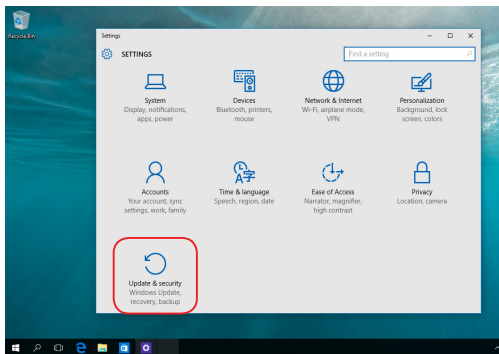 Recycle Bin
Settings
SETTINGS
Find a setting
System
Display, notifications,
apps, power
Devices
Bluetooth, printers,
mouse
Network & Internet
Wi-Fi, airplane mode,
VPN
Personalization
Background, lock
screen, colors
Accounts
Your account, sync
settings, work, family
Time & language
Speech, region, date
Ease of Access
Narrator, magnifier,
high contrast
Privacy
Location, camera
Update & security
Windows Update,
recovery, backup